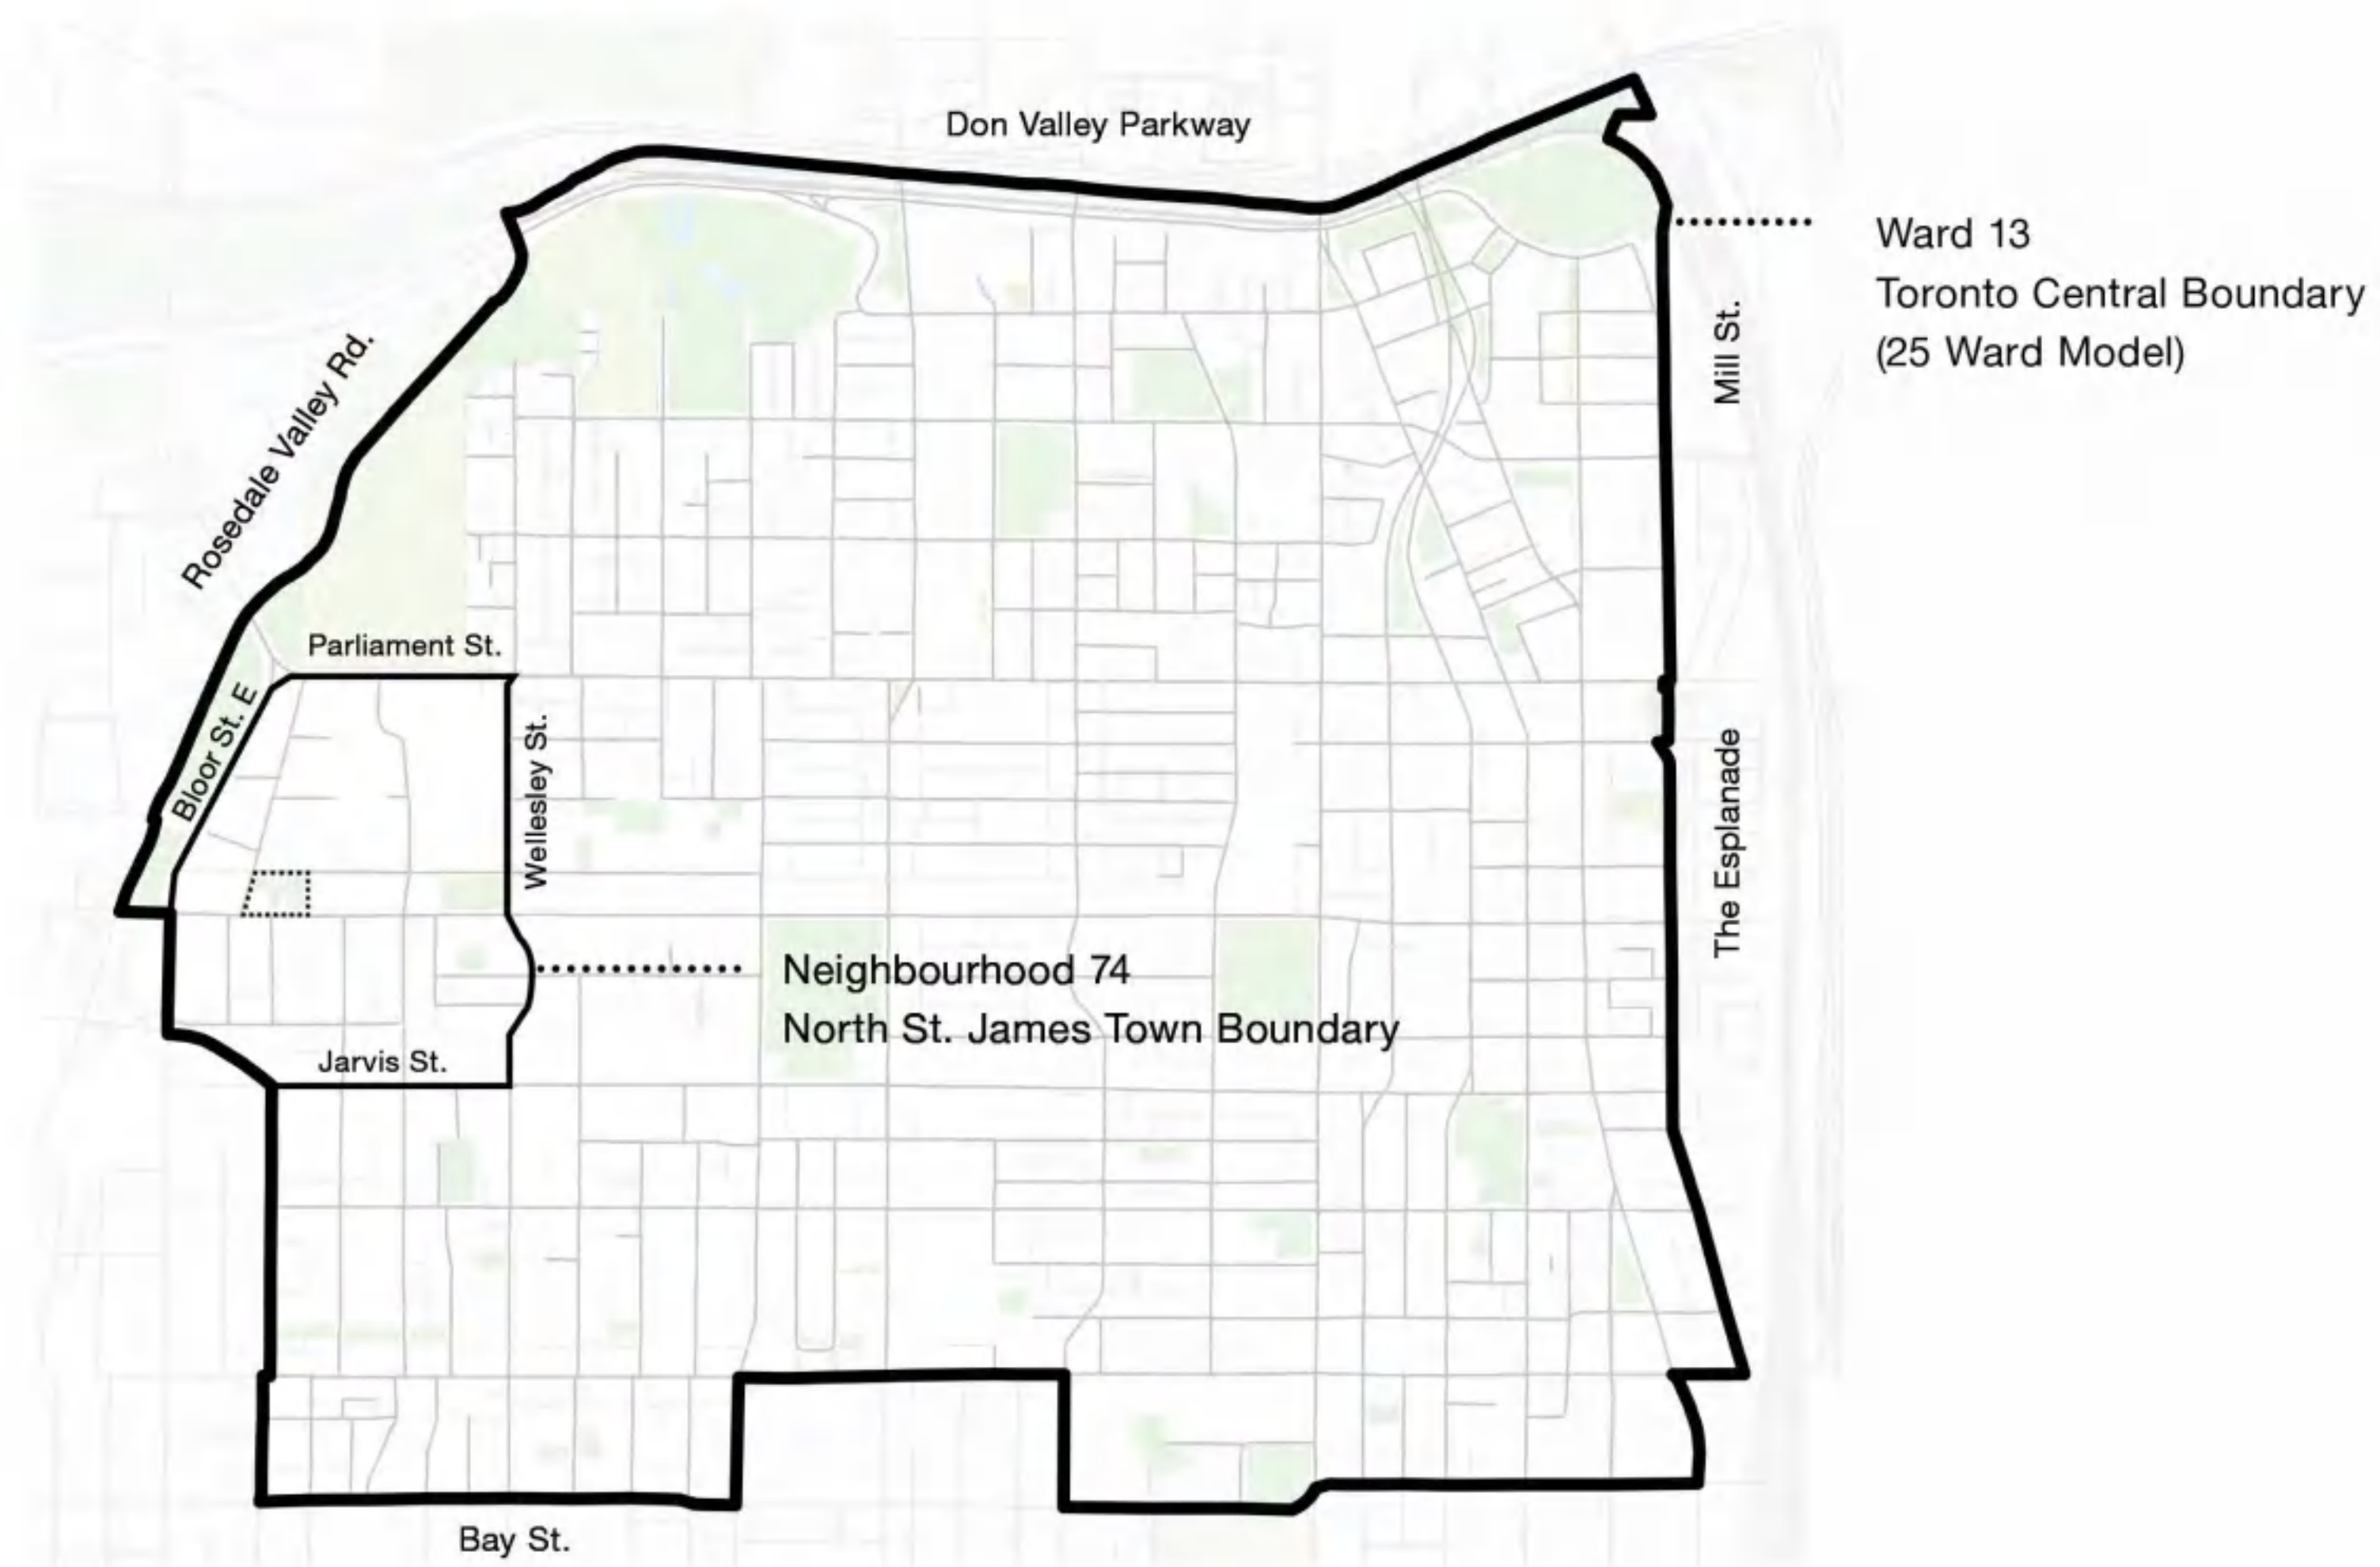 Don Valley Parkway
Ward 13
Toronto Central Boundary
(25 Ward Model)
Mill St.
Rosedale Valley Rd.
Parliament St.
Bloor St. E
Wellesley St.
The Esplanade
Neighbourhood 74
North St. James Town Boundary
Jarvis St.
Bay St.